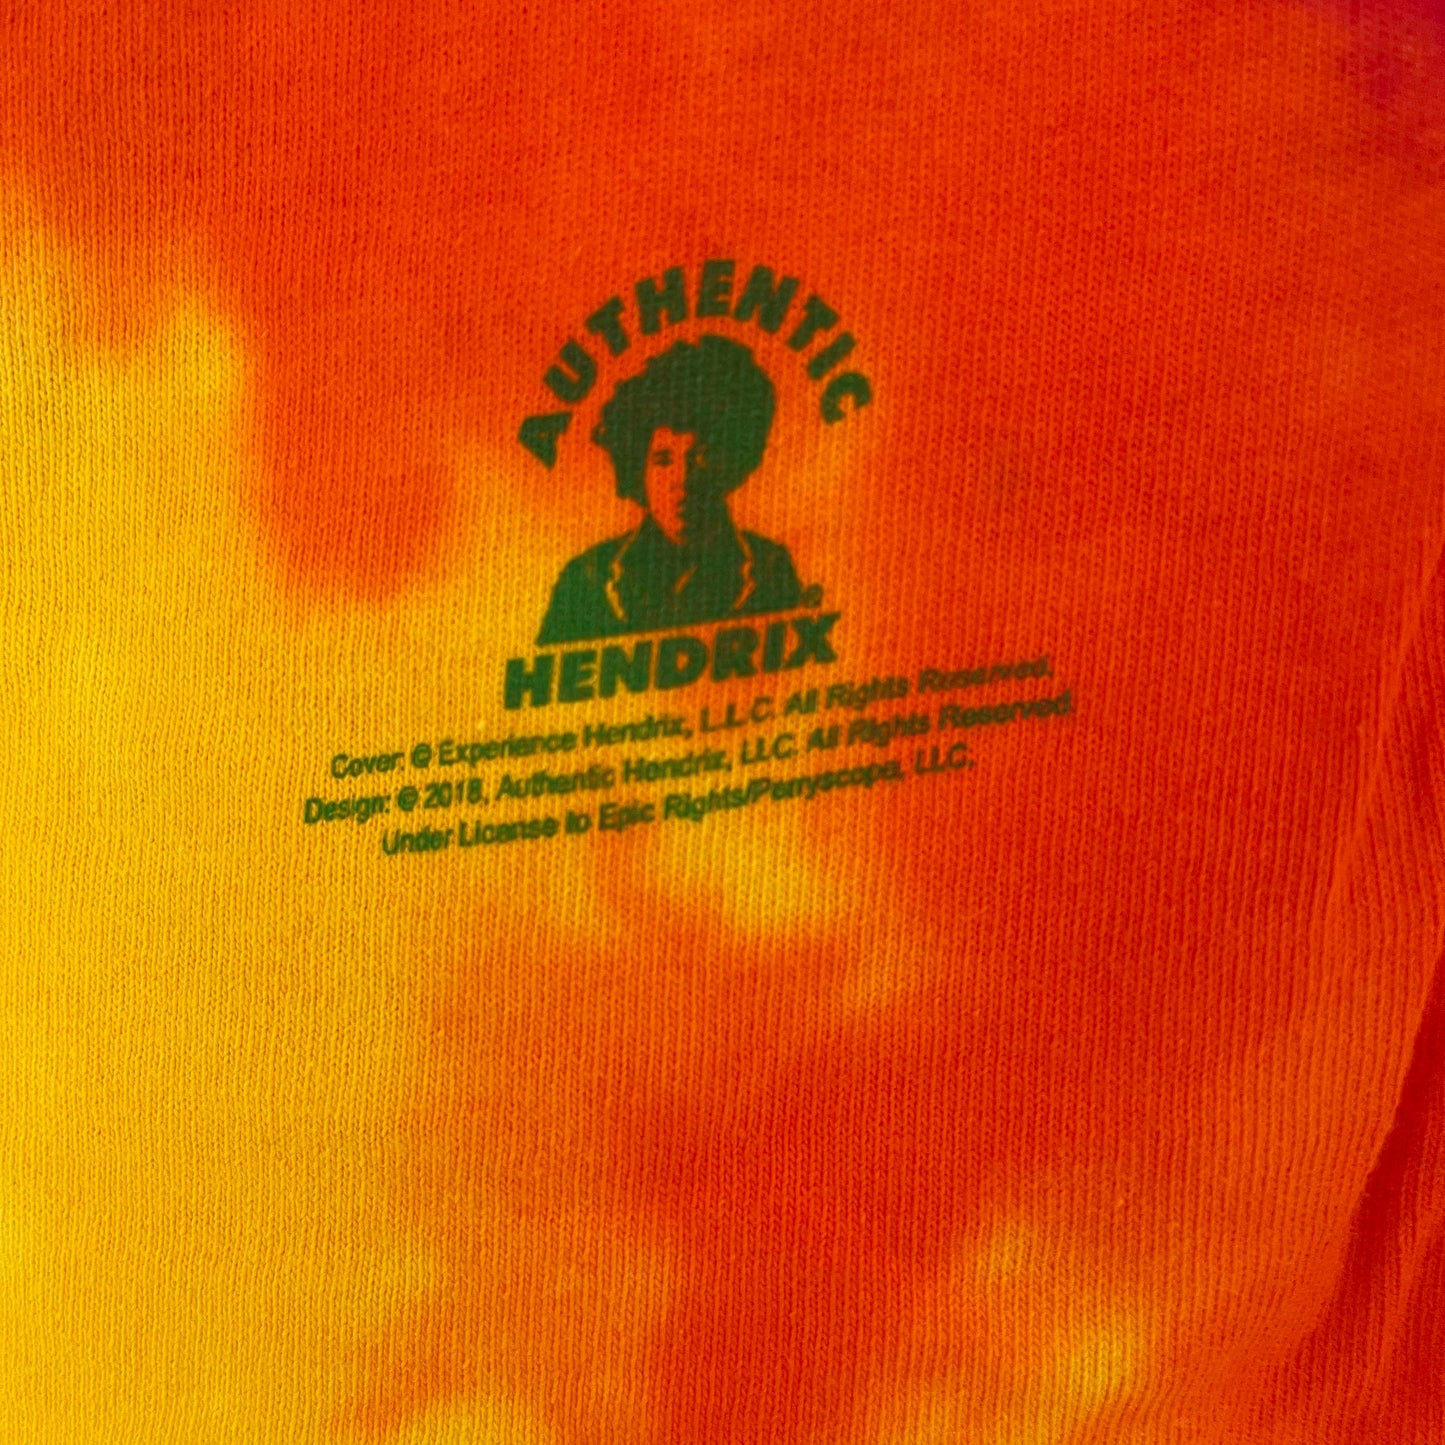 AUTHENTIC
HENDRIX
Cover: © Experience Hendrix, L.L.C. All Rights Reserved.
Design: © 2018, Authentic Hendrix, LLC. All Rights Reserved.
Under License to Epic Rights/Perryscope, LLC.